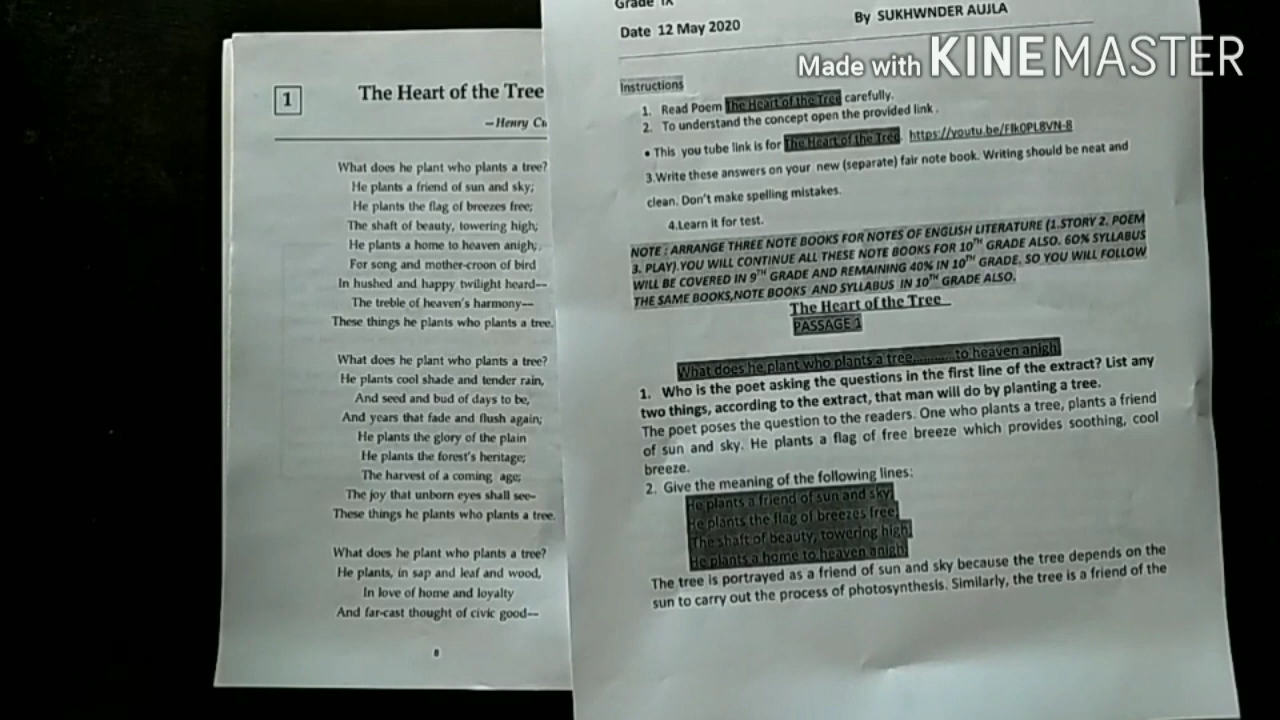 1
The Heart of the Tree
—Henry Cu
What does he plant who plants a tree?
He plants a friend of sun and sky;
He plants the flag of breezes free;
The shaft of beauty, towering high;
He plants a home to heaven anigh;
For song and mother-croon of bird
In hushed and happy twilight heard—
The treble of heaven's harmony—
These things he plants who plants a tree.
What does he plant who plants a tree?
He plants cool shade and tender rain,
And seed and bud of days to be,
And years that fade and flush again;
He plants the glory of the plain
He plants the forest's heritage;
The harvest of a coming age;
The joy that unborn eyes shall see—
These things he plants who plants a tree.
What does he plant who plants a tree?
He plants, in sap and leaf and wood,
In love of home and loyalty
And far-cast thought of civic good—
8
Grade IX
By SUKHWNDER AUJLA
Date 12 May 2020
Made with KINEMASTER
Instructions
1. Read Poem The Heart of the Tree carefully.
2. To understand the concept open the provided link .
• This you tube link is for The Heart of the Tree. https://youtu.be/Flk0PL8VN-8
3.Write these answers on your new (separate) fair note book. Writing should be neat and
clean. Don't make spelling mistakes.
4.Learn it for test.
NOTE : ARRANGE THREE NOTE BOOKS FOR NOTES OF ENGLISH LITERATURE (1.STORY 2. POEM
3. PLAY).YOU WILL CONTINUE ALL THESE NOTE BOOKS FOR 10TH GRADE ALSO. 60% SYLLABUS
WILL BE COVERED IN 9TH GRADE AND REMAINING 40% IN 10TH GRADE. SO YOU WILL FOLLOW
THE SAME BOOKS,NOTE BOOKS AND SYLLABUS IN 10TH GRADE ALSO.
The Heart of the Tree
PASSAGE 1
What does he plant who plants a tree...........to heaven anigh
1. Who is the poet asking the questions in the first line of the extract? List any
two things, according to the extract, that man will do by planting a tree.
The poet poses the question to the readers. One who plants a tree, plants a friend
of sun and sky. He plants a flag of free breeze which provides soothing, cool
breeze.
2. Give the meaning of the following lines:
He plants a friend of sun and sky
He plants the flag of breezes free
The shaft of beauty, towering high
He plants a home to heaven anigh
The tree is portrayed as a friend of sun and sky because the tree depends on the
sun to carry out the process of photosynthesis. Similarly, the tree is a friend of the